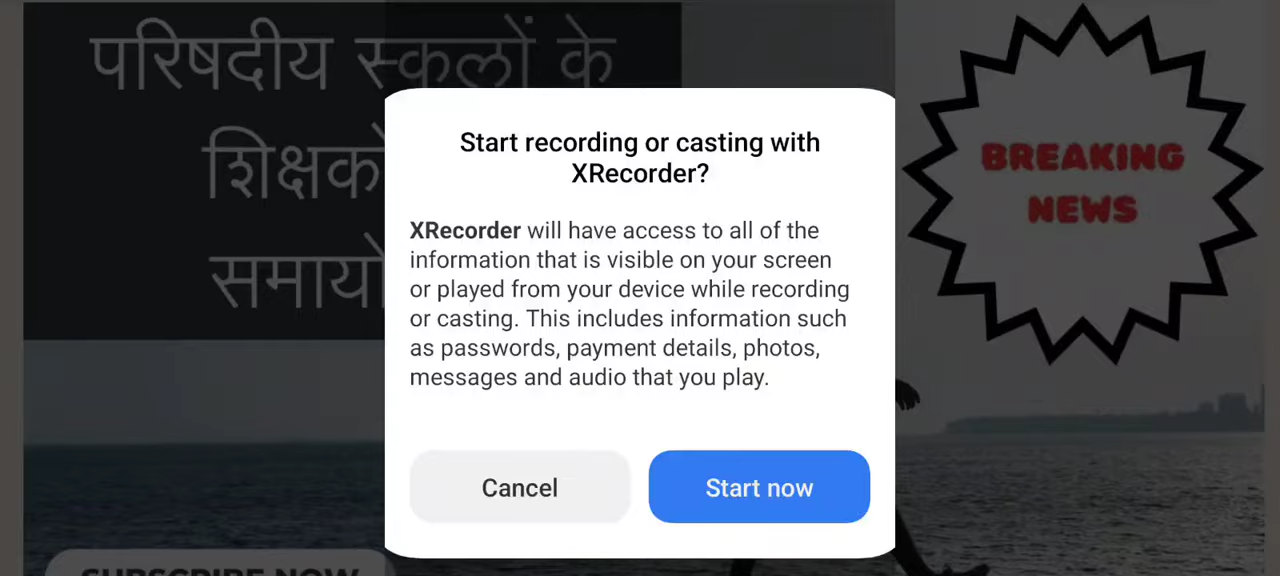 परिषदीय स्कूलों के
BREAKING
NEWS
Start recording or casting with
XRecorder?
XRecorder will have access to all of the
information that is visible on your screen
or played from your device while recording
or casting. This includes information such
as passwords, payment details, photos,
messages and audio that you play.
Cancel
Start now
SUBSCRIBE NOW